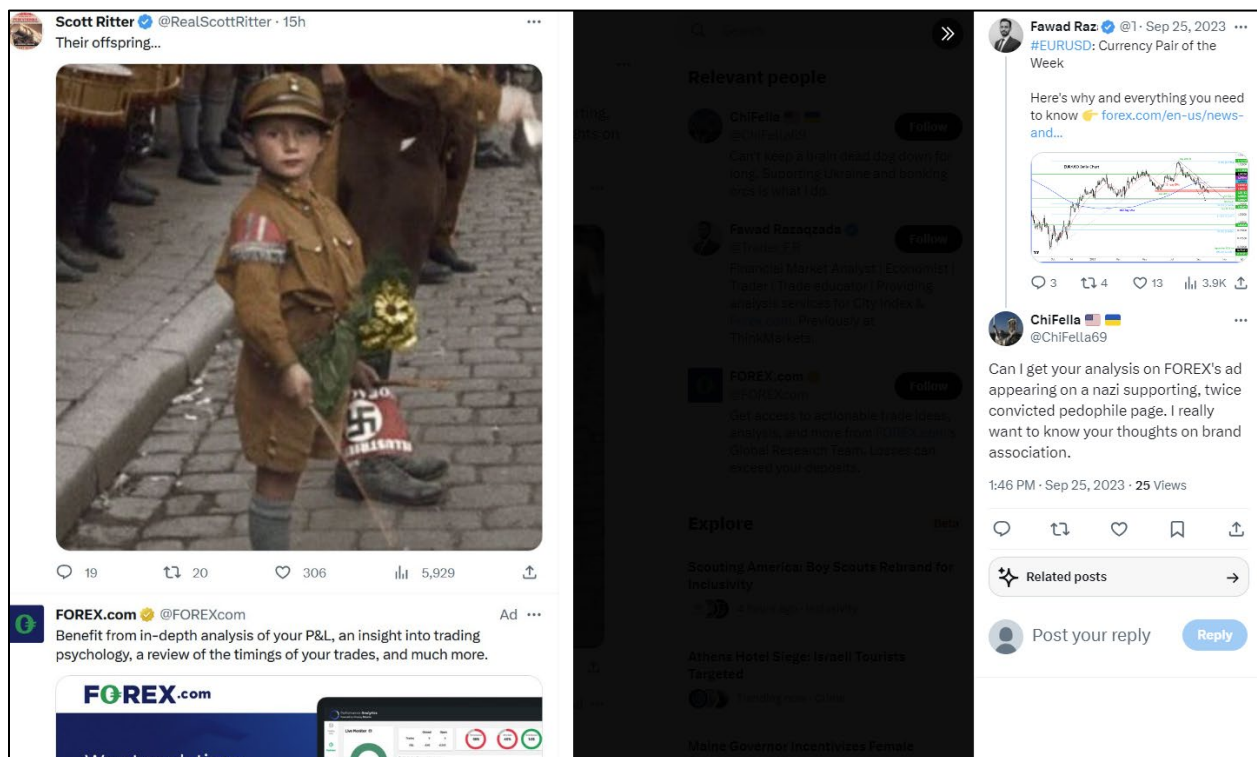 Scott Ritter @RealScottRitter · 15h
Their offspring...
19 20 306 5,929
FOREX.com @FOREXcom Ad
Benefit from in-depth analysis of your P&L, an insight into trading
psychology, a review of the timings of your trades, and much more.
FOREX.com
Relevant people
ChiFella
@ChiFella69
Follow
Can't keep a brain dead dog down for
long. Supporting Ukraine and
is what I do.
Fawad Razaqzada
Follow
Financial Market Analyst | Economist |
Trader | Trade educator | Providing
analysis services for City Index &
Forex.com. Previously at
ThinkMarkets.
FOREX.com
@FOREXcom
Follow
Get access to actionable trade ideas,
analysis, and more from FOREX.com's
Global Research Team. Losses can
exceed your deposits.
Explore
Beta
Scouting America: Boy Scouts Rebrand for
Inclusivity
Athens Hotel Siege: Israeli Tourists
Targeted
Maine Governor Incentivizes Female
Fawad Raz @1 · Sep 25, 2023
#EURUSD: Currency Pair of the
Week
Here's why and everything you need
to know 👉 forex.com/en-us/news-
and...
3 4 13 3.9K
ChiFella 🇺🇸 🇺🇦
@ChiFella69
Can I get your analysis on FOREX's ad
appearing on a nazi supporting, twice
convicted pedophile page. I really
want to know your thoughts on brand
association.
1:46 PM · Sep 25, 2023 · 25 Views
Related posts
Post your reply
Reply